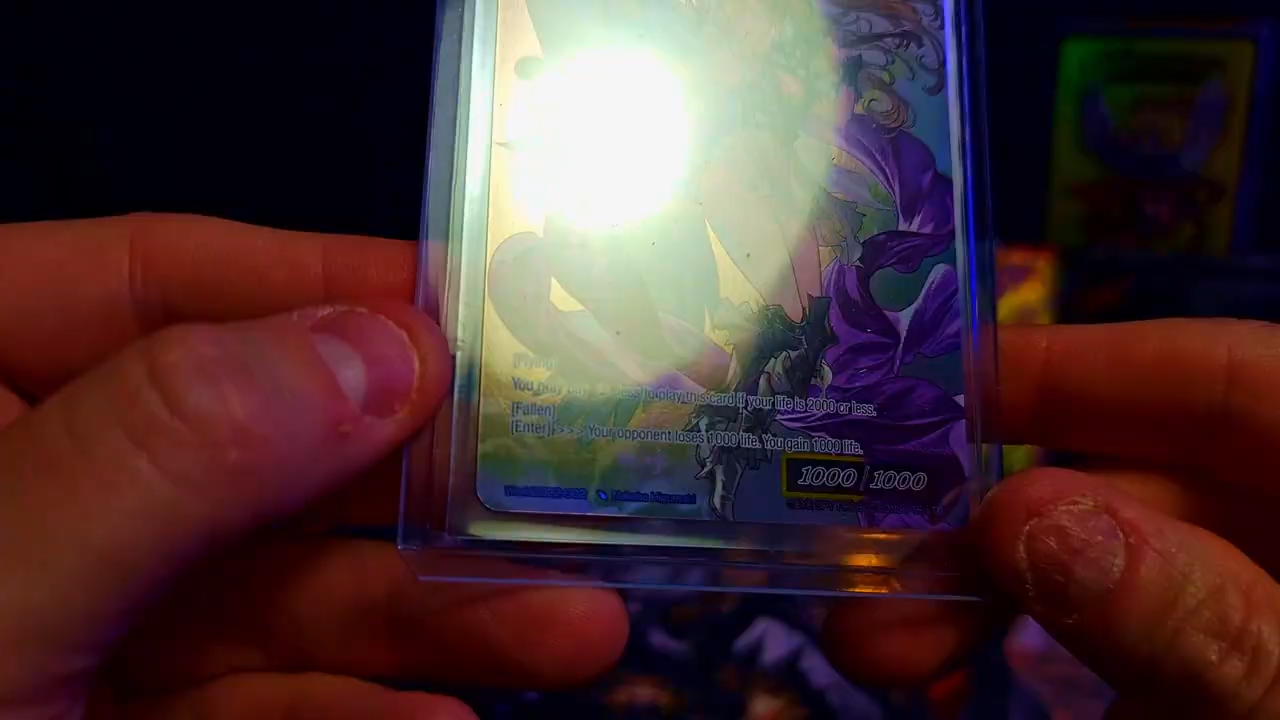 [Flying]
You may pay less to play this card if your life is 2000 or less.
[Fallen]
[Enter] >>> Your opponent loses 1000 life. You gain 1000 life.
1000 / 1000